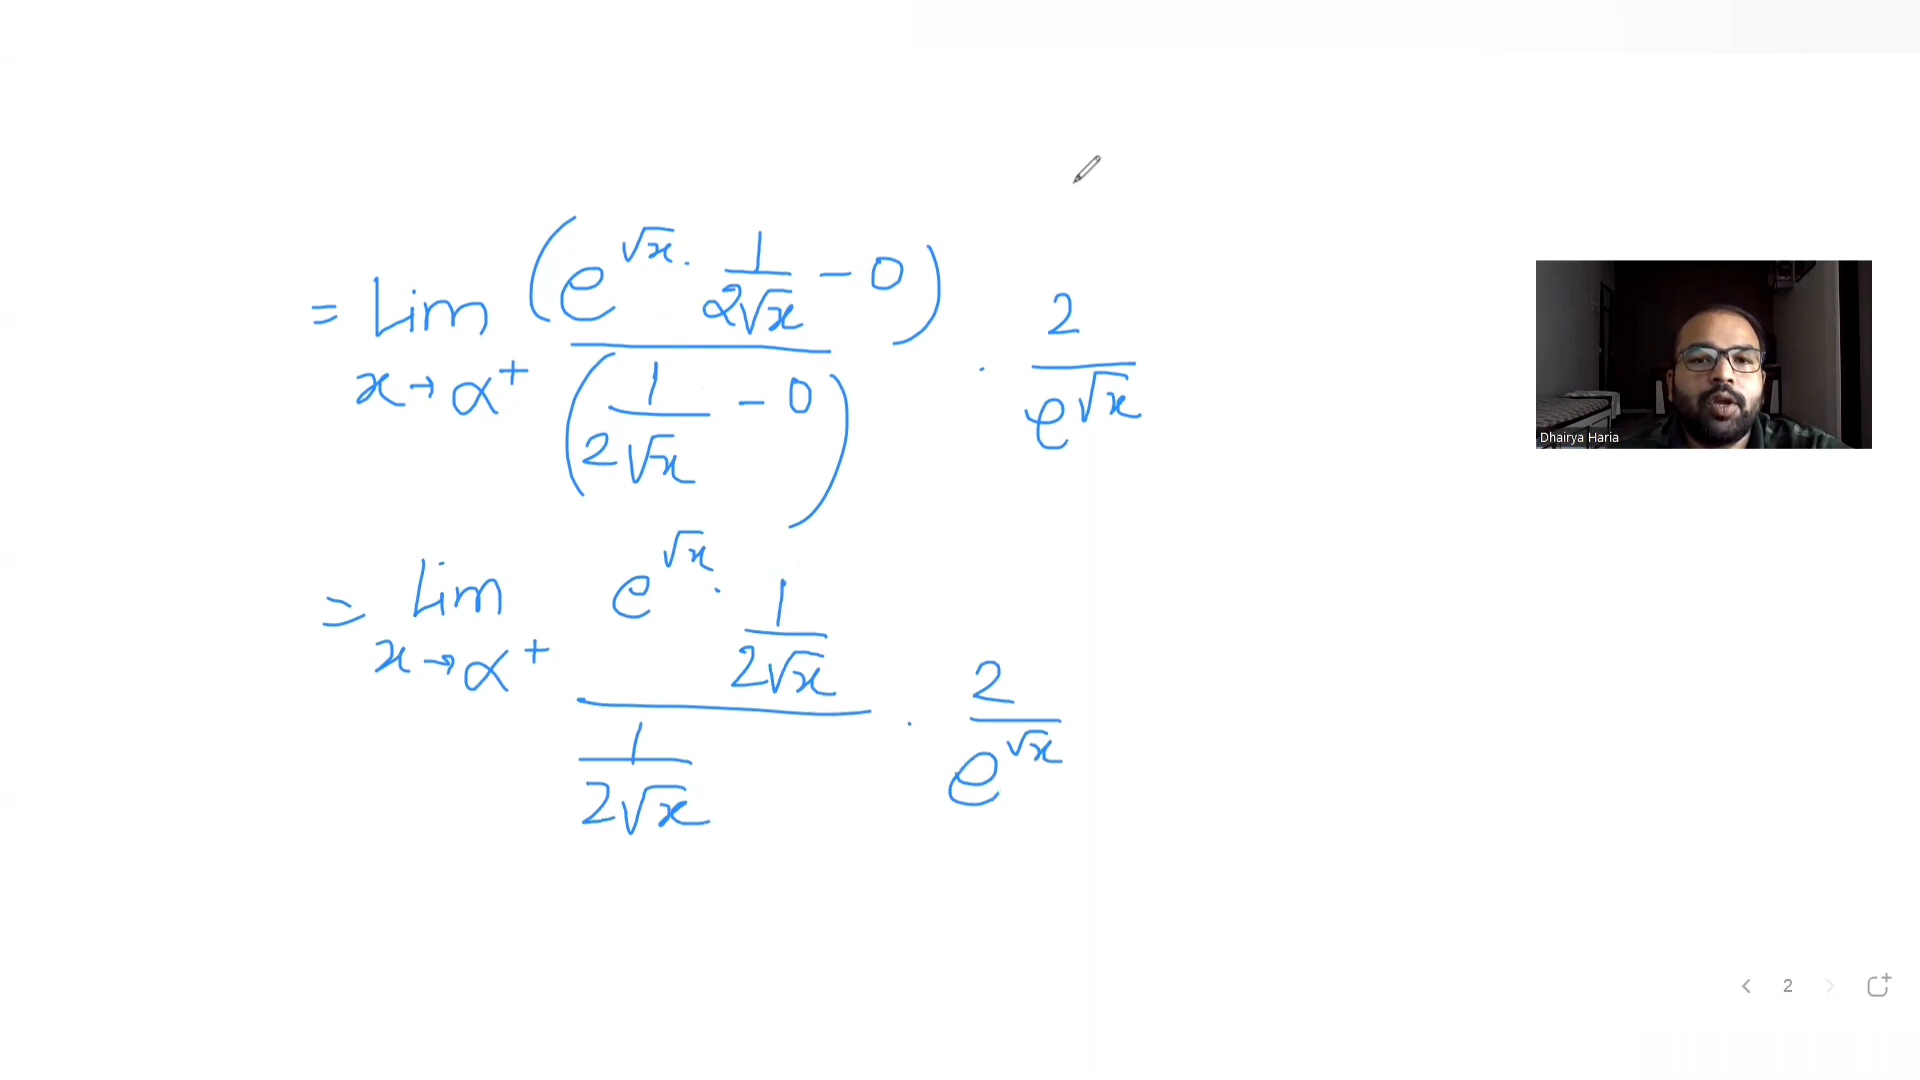 = Lim x→α⁺ (e^√x · 1/(2√x) − 0) / (1/(2√x) − 0) · 2/e^√x
= Lim x→α⁺ (e^√x · 1/(2√x)) / (1/(2√x)) · 2/e^√x
Dhairya Haria
2